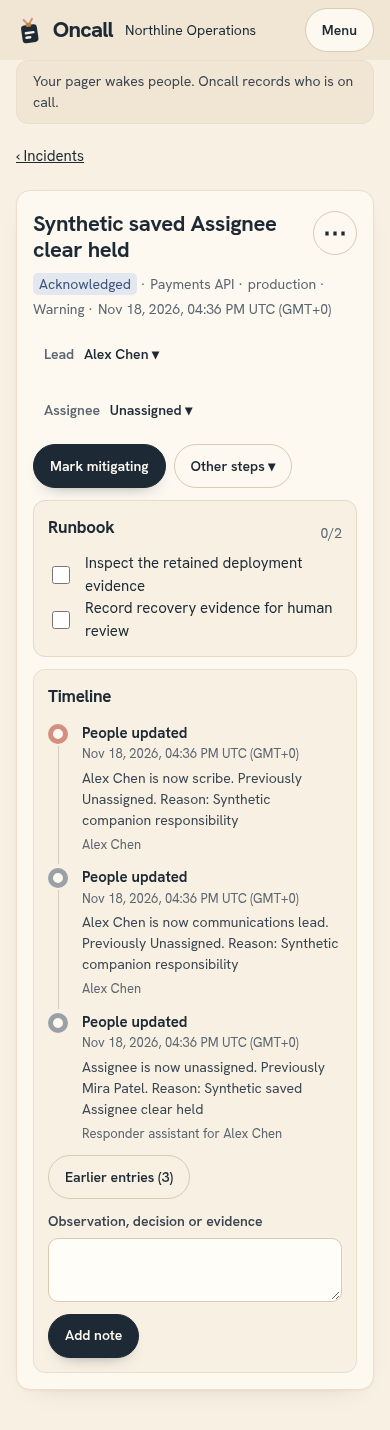 Oncall
Northline Operations
Menu
Your pager wakes people. Oncall records who is on
call.
‹ Incidents
Synthetic saved Assignee
clear held
...
Acknowledged · Payments API · production ·
Warning · Nov 18, 2026, 04:36 PM UTC (GMT+0)
Lead Alex Chen ▾
Assignee Unassigned ▾
Mark mitigating
Other steps ▾
Runbook
0/2
Inspect the retained deployment
evidence
Record recovery evidence for human
review
Timeline
People updated
Nov 18, 2026, 04:36 PM UTC (GMT+0)
Alex Chen is now scribe. Previously
Unassigned. Reason: Synthetic
companion responsibility
Alex Chen
People updated
Nov 18, 2026, 04:36 PM UTC (GMT+0)
Alex Chen is now communications lead.
Previously Unassigned. Reason: Synthetic
companion responsibility
Alex Chen
People updated
Nov 18, 2026, 04:36 PM UTC (GMT+0)
Assignee is now unassigned. Previously
Mira Patel. Reason: Synthetic saved
Assignee clear held
Responder assistant for Alex Chen
Earlier entries (3)
Observation, decision or evidence
Add note